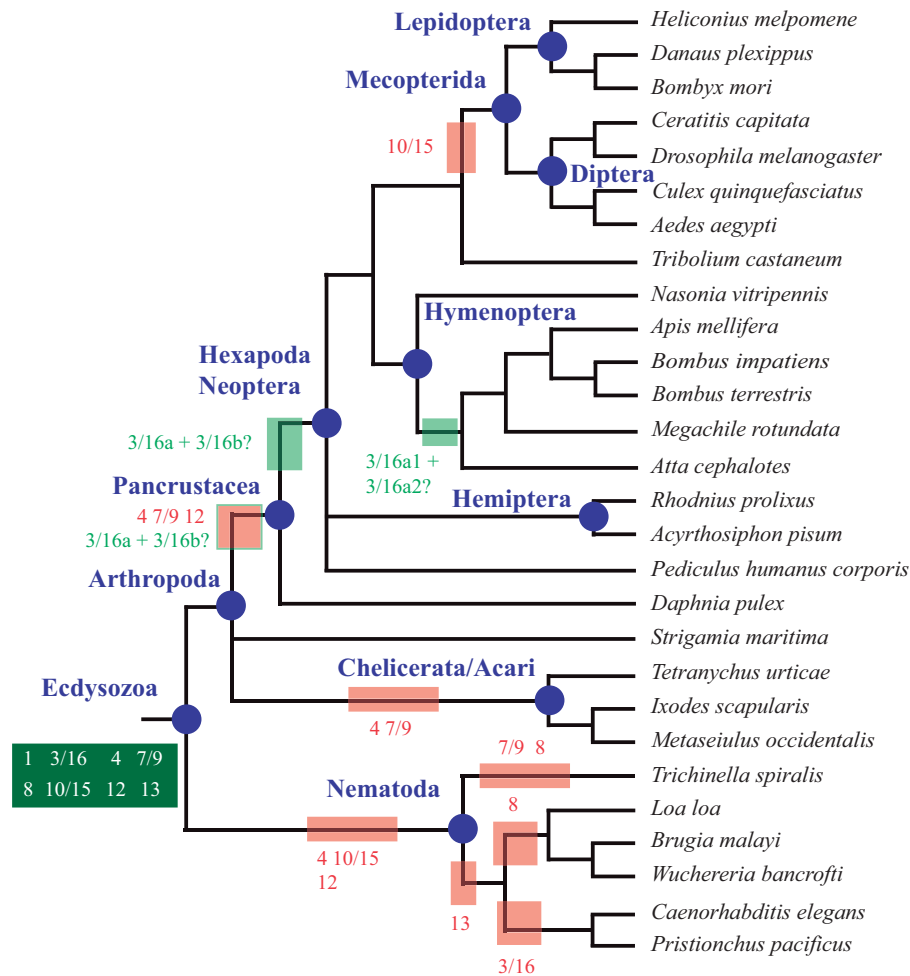 Lepidoptera
Heliconius melpomene
Danaus plexippus
Mecopterida
Bombyx mori
Ceratitis capitata
10/15
Drosophila melanogaster
Diptera
Culex quinquefasciatus
Aedes aegypti
Tribolium castaneum
Nasonia vitripennis
Hymenoptera
Apis mellifera
Hexapoda
Neoptera
Bombus impatiens
Bombus terrestris
3/16a + 3/16b?
Megachile rotundata
3/16a1 +
3/16a2?
Atta cephalotes
Pancrustacea
Hemiptera
Rhodnius prolixus
4 7/9 12
3/16a + 3/16b?
Acyrthosiphon pisum
Arthropoda
Pediculus humanus corporis
Daphnia pulex
Strigamia maritima
Chelicerata/Acari
Tetranychus urticae
Ecdysozoa
Ixodes scapularis
4 7/9
Metaseiulus occidentalis
1 3/16 4 7/9
8 10/15 12 13
7/9 8
Trichinella spiralis
Nematoda
8
Loa loa
Brugia malayi
4 10/15
12
Wuchereria bancrofti
13
Caenorhabditis elegans
Pristionchus pacificus
3/16